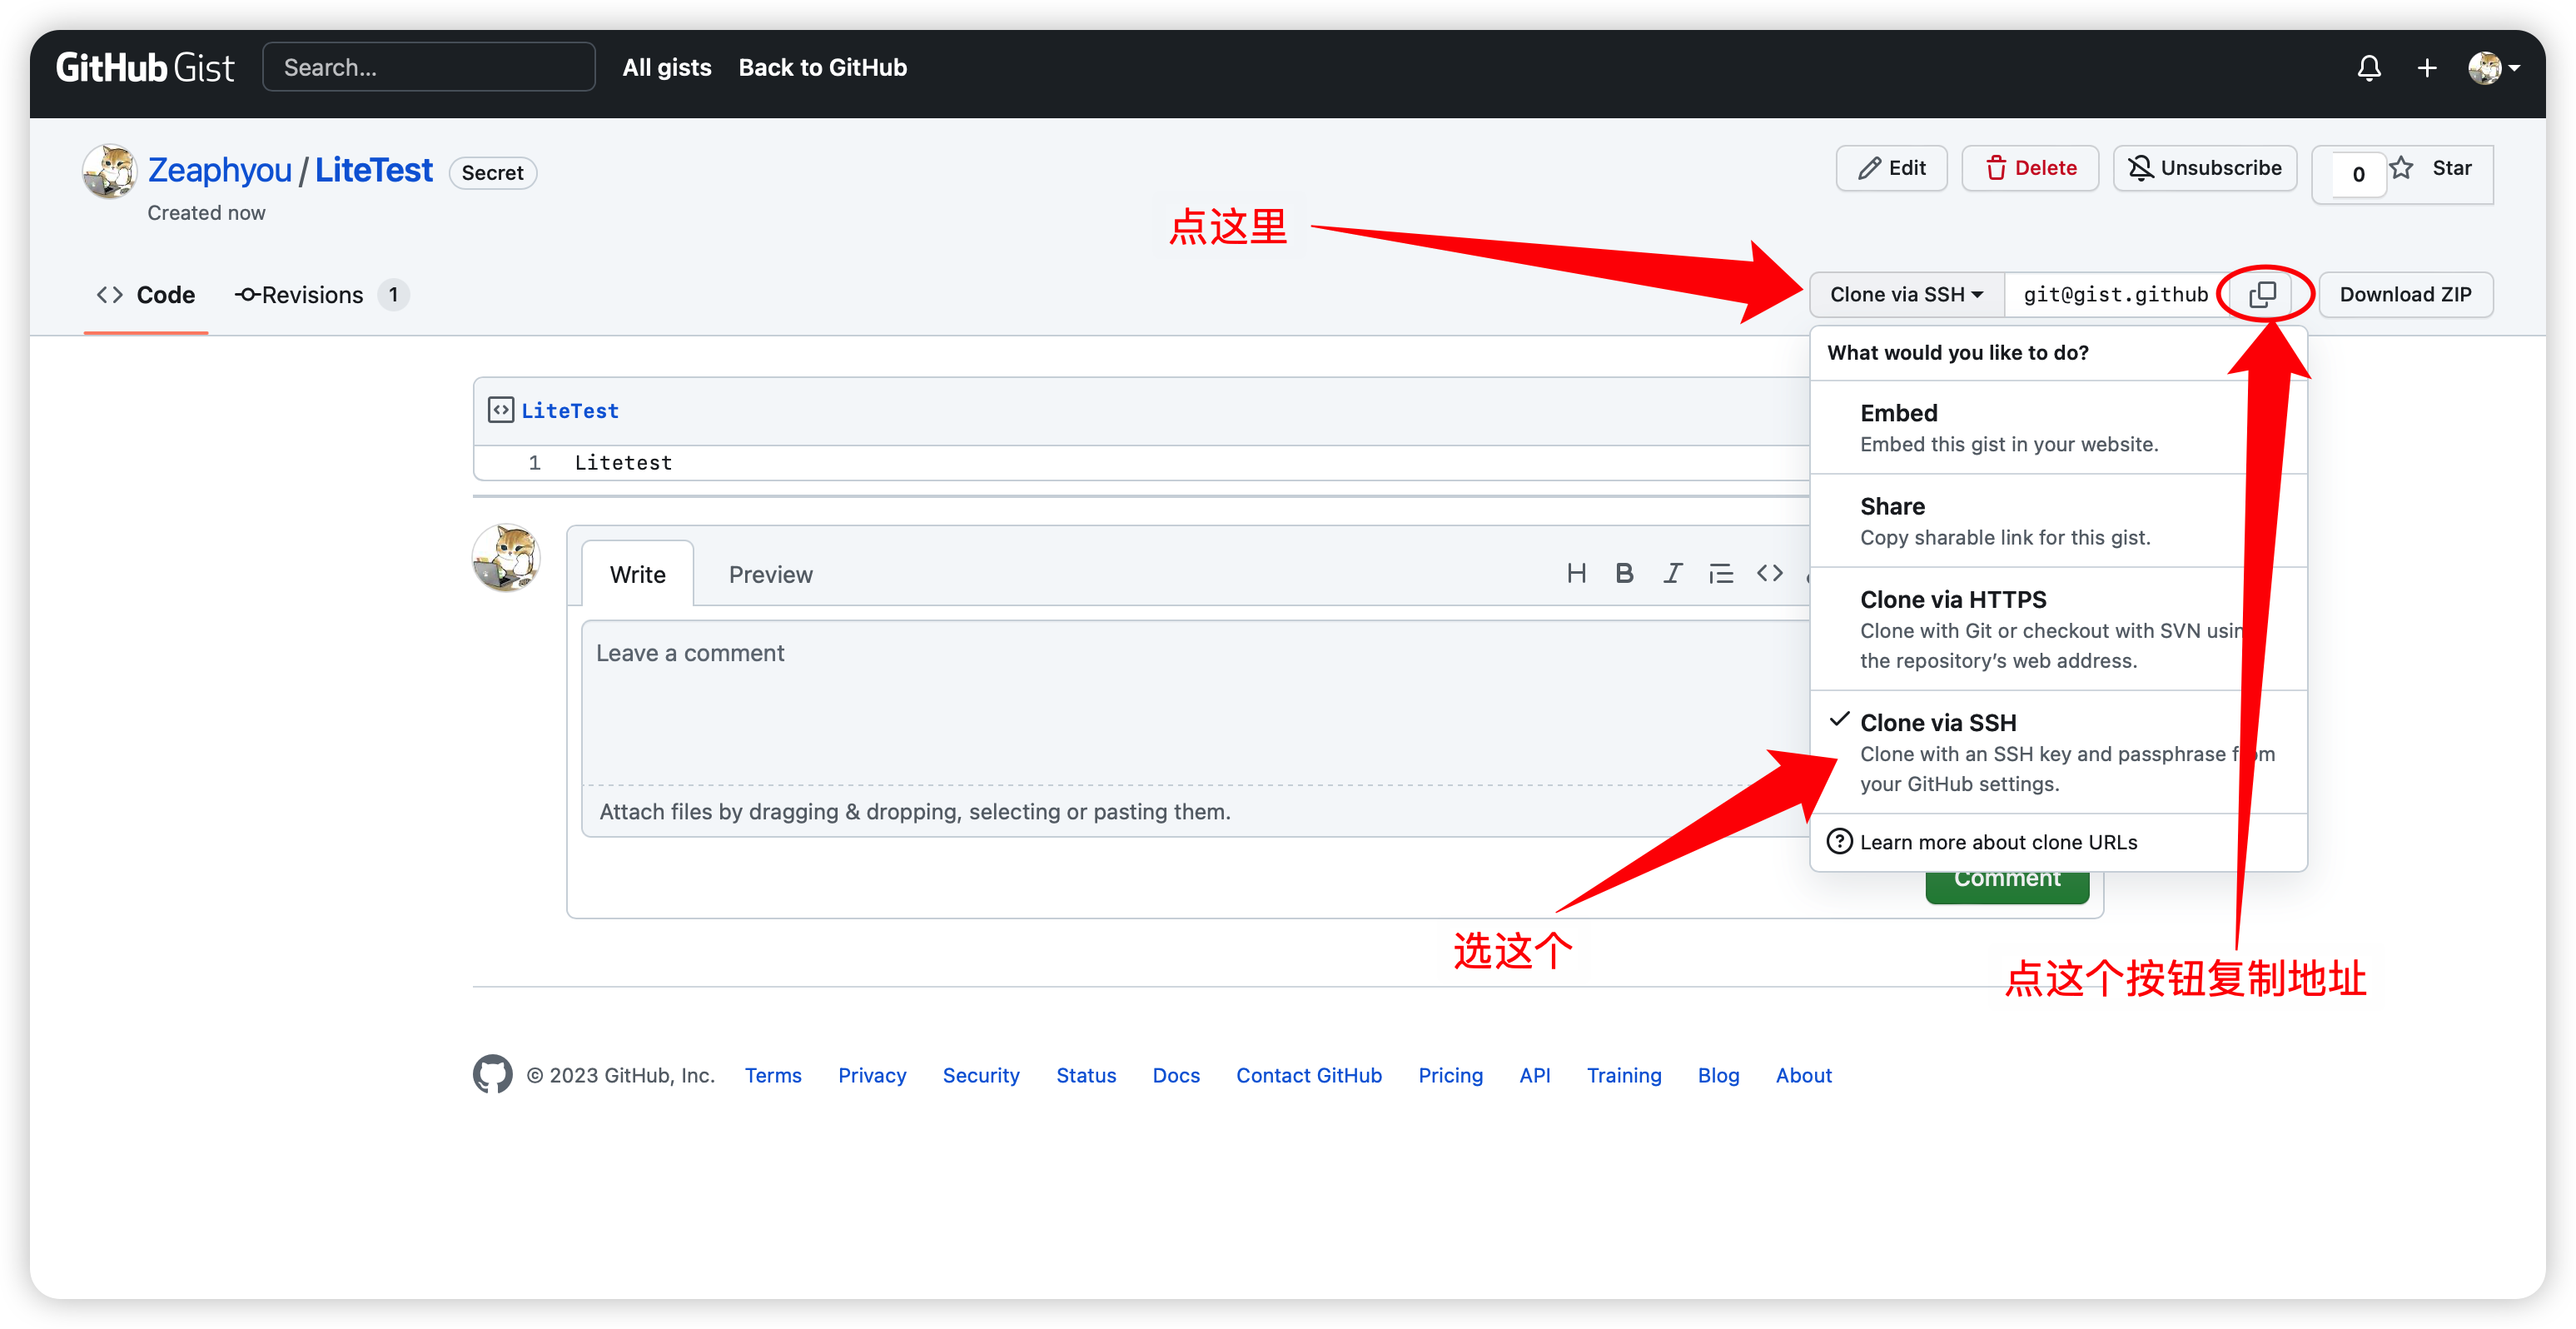 GitHub Gist Search... All gists Back to GitHub
Zeaphyou / LiteTest Secret
Created now
Edit Delete Unsubscribe 0 Star
点这里
Code Revisions 1
Clone via SSH git@gist.github Download ZIP
What would you like to do?
Embed
Embed this gist in your website.
Share
Copy sharable link for this gist.
Clone via HTTPS
Clone with Git or checkout with SVN usin
the repository’s web address.
Clone via SSH
Clone with an SSH key and passphrase from
your GitHub settings.
Learn more about clone URLs
LiteTest
1 Litetest
Write Preview H B I
Leave a comment
Attach files by dragging & dropping, selecting or pasting them.
Comment
选这个
点这个按钮复制地址
© 2023 GitHub, Inc. Terms Privacy Security Status Docs Contact GitHub Pricing API Training Blog About